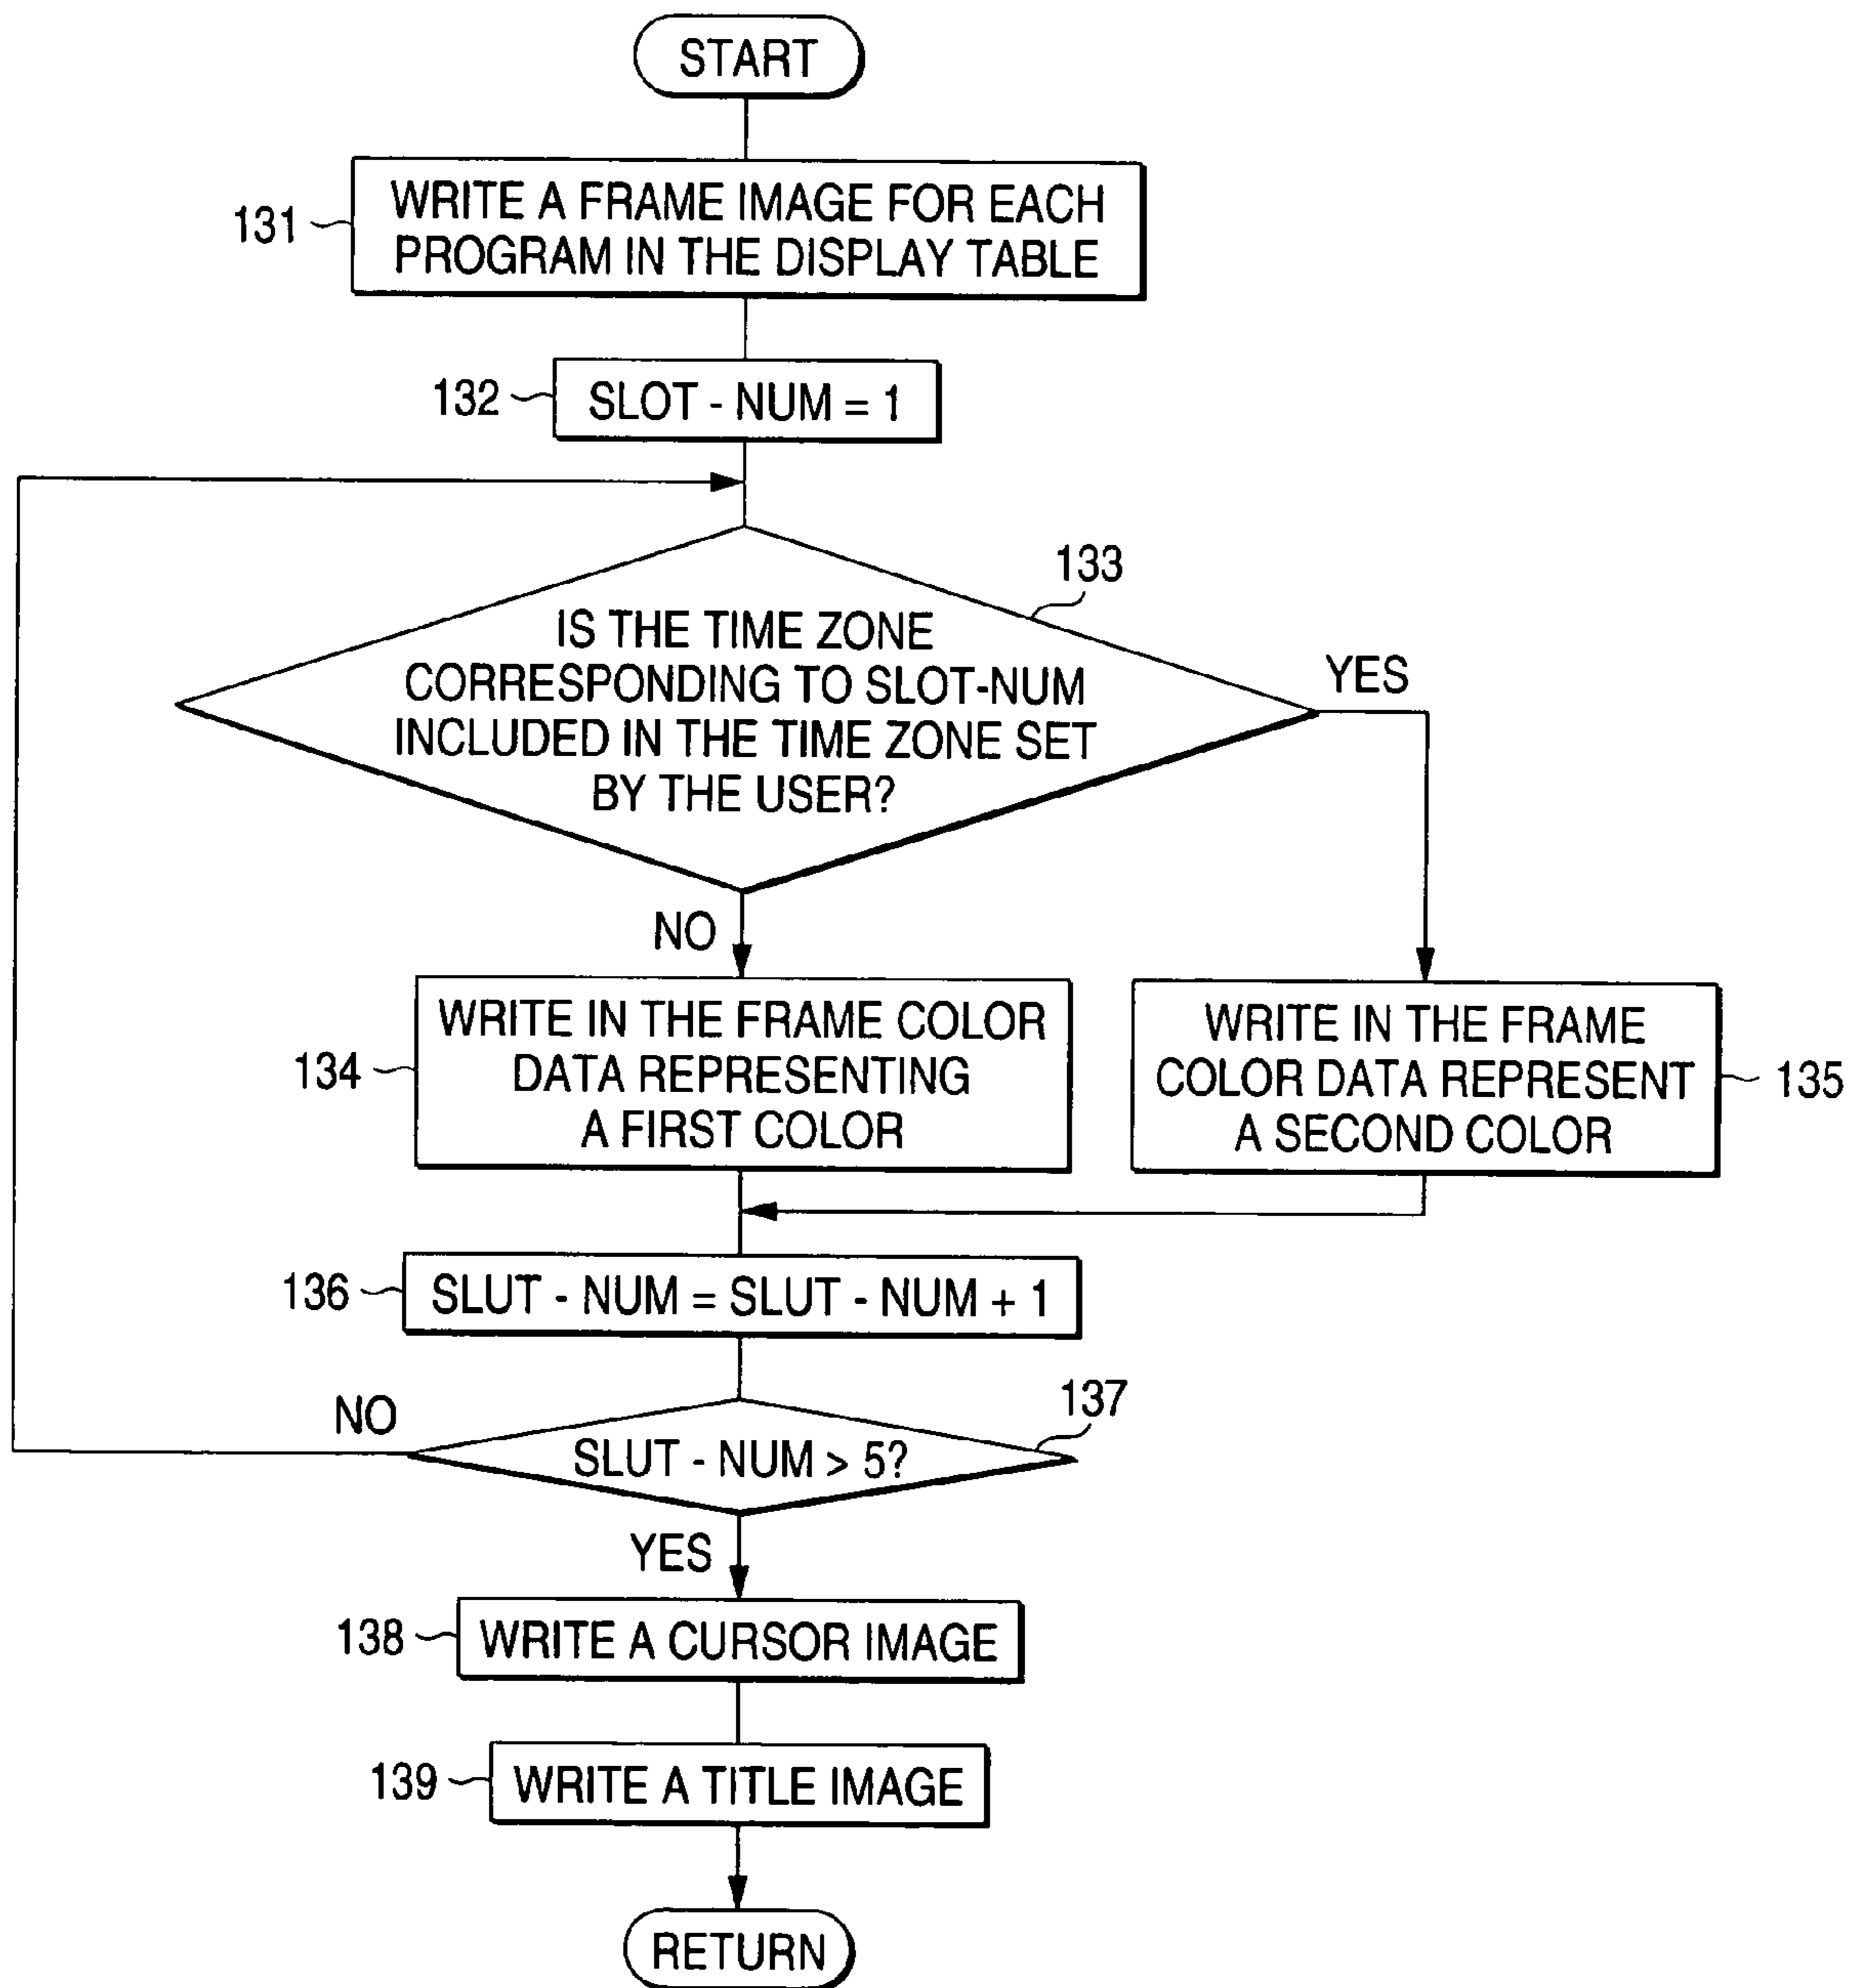 START
131
WRITE A FRAME IMAGE FOR EACH
PROGRAM IN THE DISPLAY TABLE
132
SLOT - NUM = 1
133
IS THE TIME ZONE
CORRESPONDING TO SLOT-NUM
INCLUDED IN THE TIME ZONE SET
BY THE USER?
YES
NO
134
WRITE IN THE FRAME COLOR
DATA REPRESENTING
A FIRST COLOR
WRITE IN THE FRAME
COLOR DATA REPRESENT
A SECOND COLOR
135
136
SLUT - NUM = SLUT - NUM + 1
137
NO
SLUT - NUM > 5?
YES
138
WRITE A CURSOR IMAGE
139
WRITE A TITLE IMAGE
RETURN